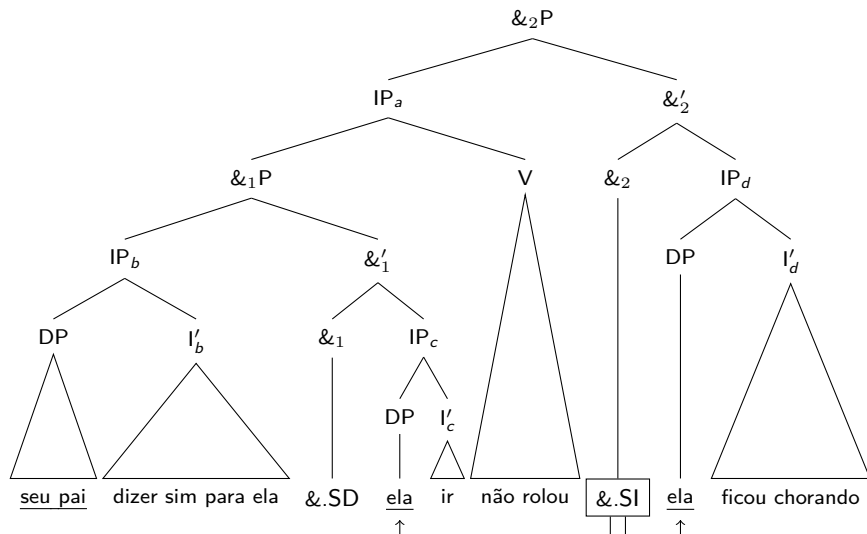 &₂P
IPₐ &′₂
&₁P V &₂ IP_d
IP_b &′₁ DP I′_d
DP I′_b &₁ IP_c
DP I′_c
seu pai dizer sim para ela &.SD ela ir não rolou &.SI ela ficou chorando
↑ ↑